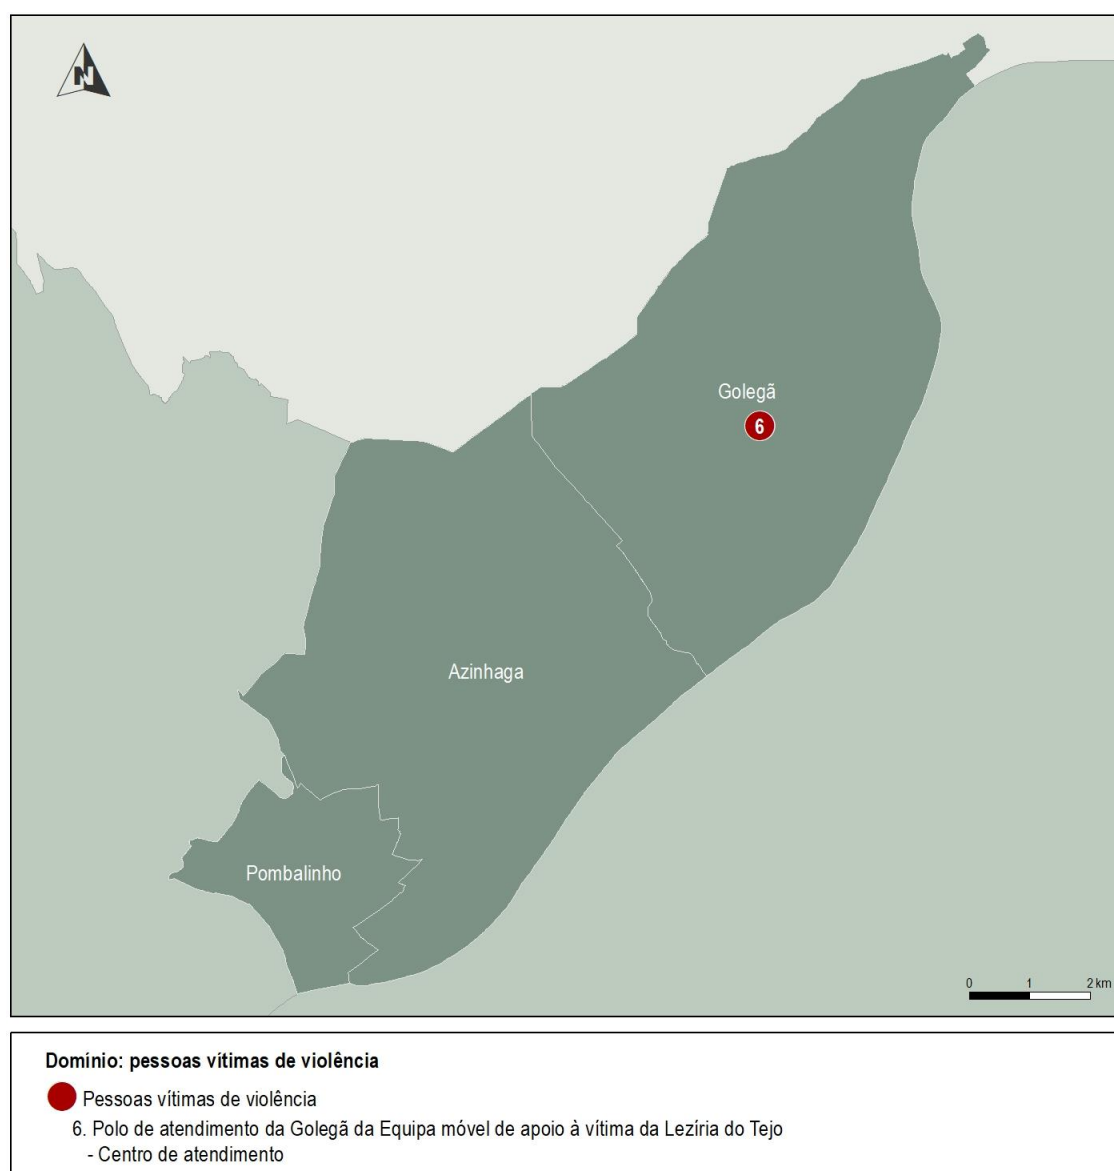 N
Golegã
6
Azinhaga
Pombalinho
0 1 2 km
Domínio: pessoas vítimas de violência
Pessoas vítimas de violência
6. Polo de atendimento da Golegã da Equipa móvel de apoio à vítima da Lezíria do Tejo
- Centro de atendimento